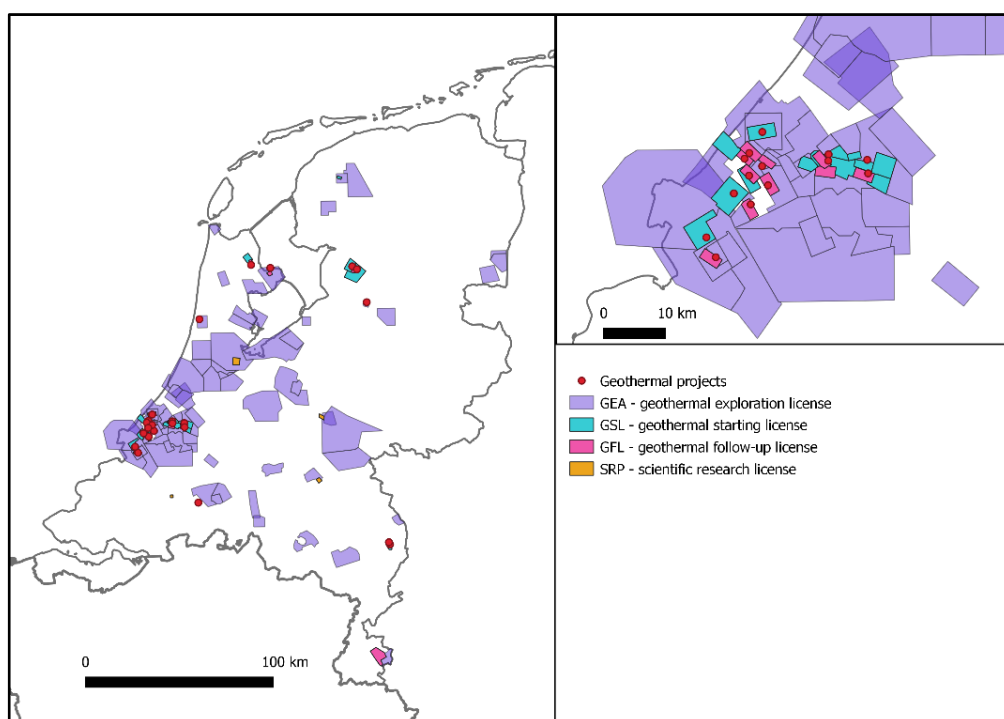 0
100 km
0
10 km
Geothermal projects
GEA - geothermal exploration license
GSL - geothermal starting license
GFL - geothermal follow-up license
SRP - scientific research license